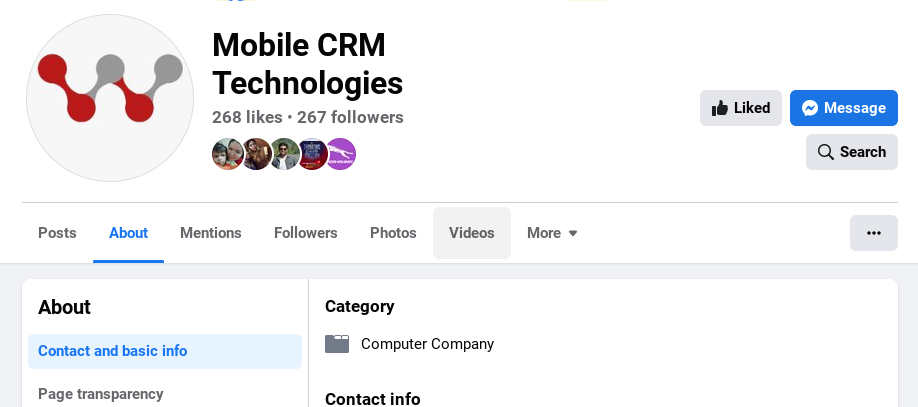 Mobile CRM
Technologies
268 likes • 267 followers
Liked
Message
Search
Posts
About
Mentions
Followers
Photos
Videos
More
About
Contact and basic info
Page transparency
Category
Computer Company
Contact info